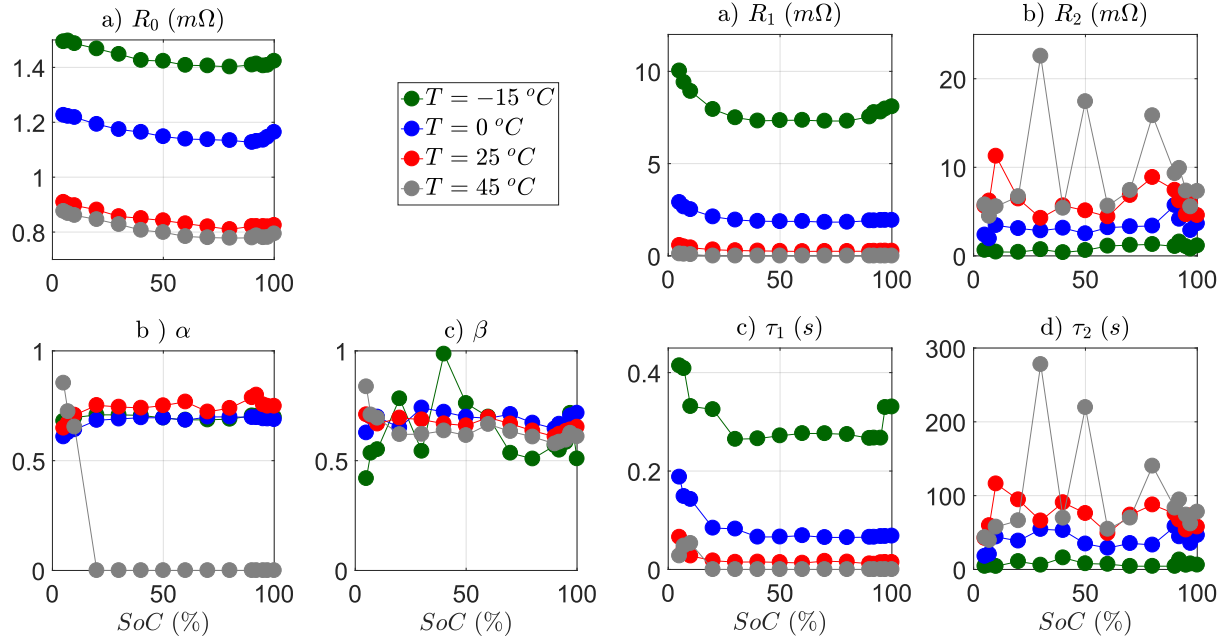 a) R₀ (mΩ)
1.4
1.2
1
0.8
0
50
100
T = −15 °C
T = 0 °C
T = 25 °C
T = 45 °C
a) R₁ (mΩ)
10
5
0
0
50
100
b) R₂ (mΩ)
20
10
0
0
50
100
b ) α
1
0.5
0
0
50
100
SoC (%)
c) β
1
0.5
0
0
50
100
SoC (%)
c) τ₁ (s)
0.4
0.2
0
0
50
100
SoC (%)
d) τ₂ (s)
300
200
100
0
0
50
100
SoC (%)